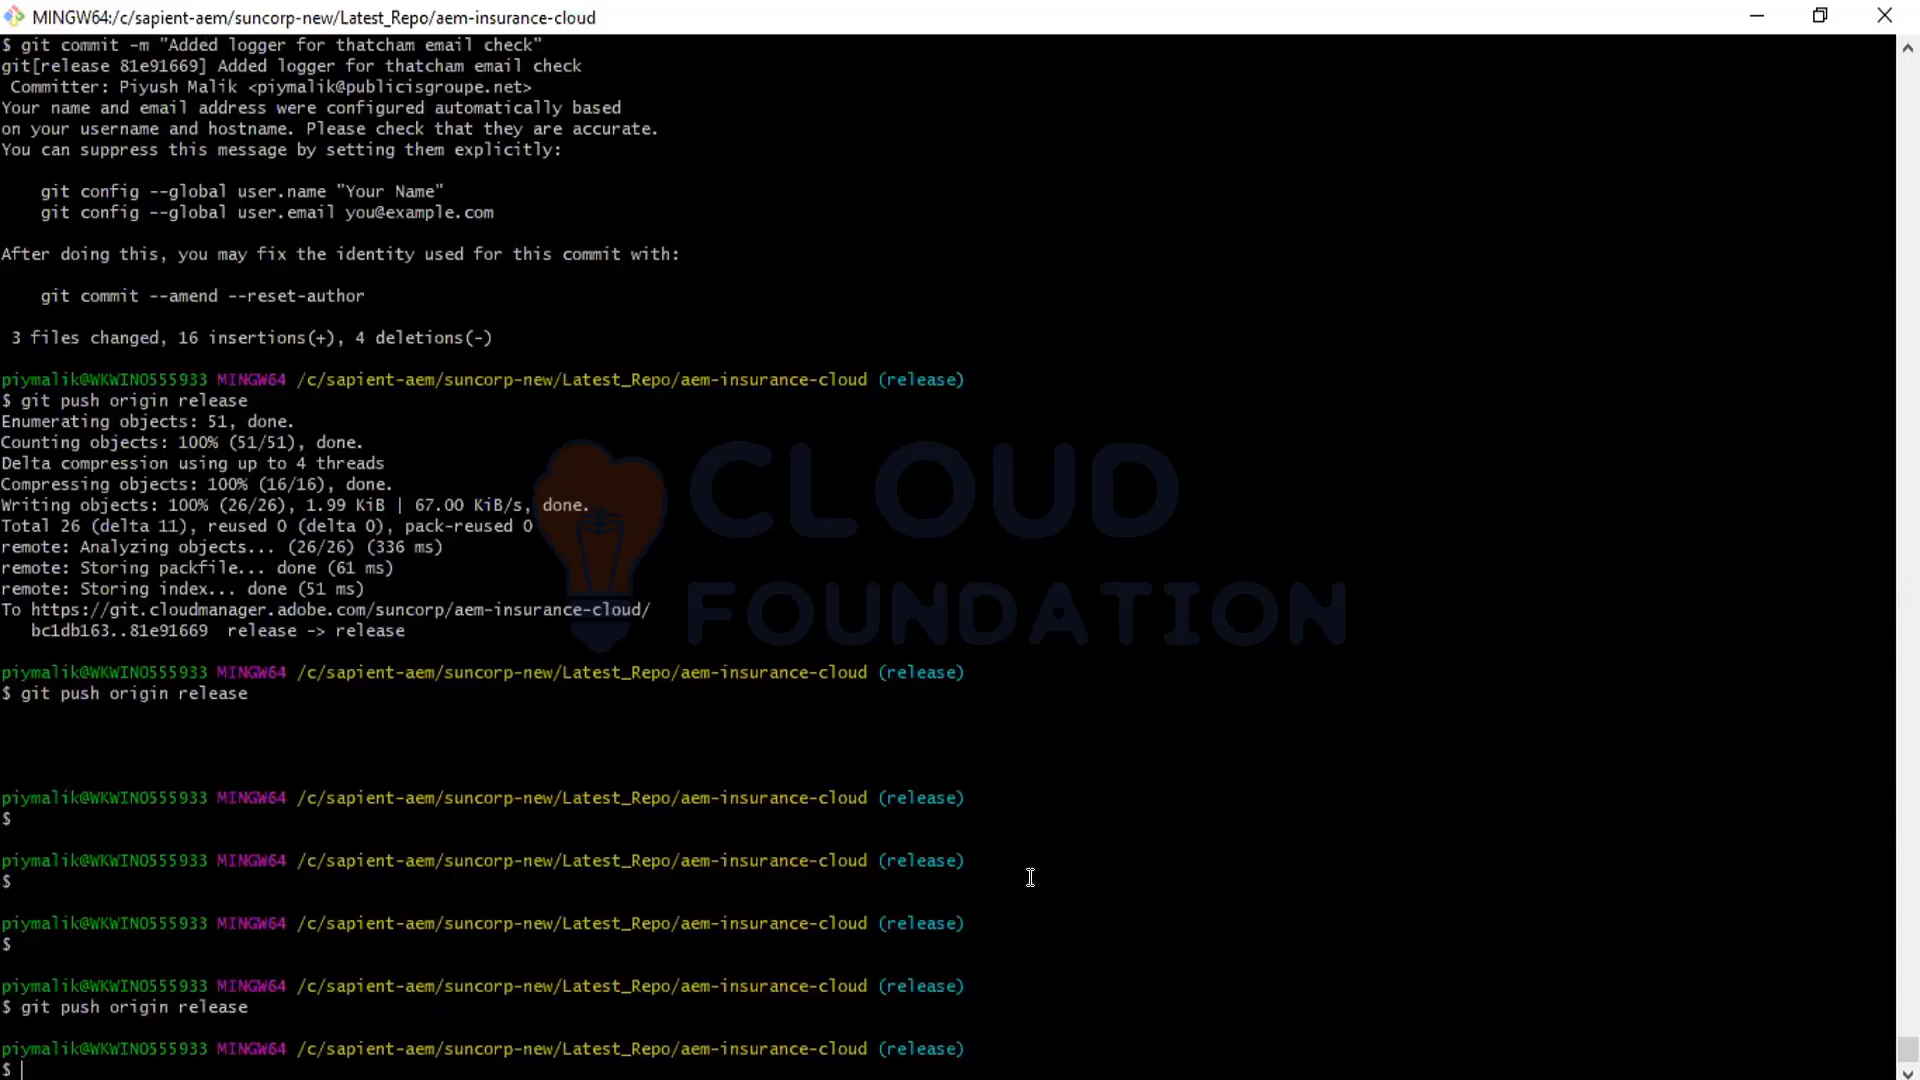 MINGW64:/c/sapient-aem/suncorp-new/Latest_Repo/aem-insurance-cloud
$ git commit -m "Added logger for thatcham email check"
git[release 81e91669] Added logger for thatcham email check
Committer: Piyush Malik <piymalik@publicisgroupe.net>
Your name and email address were configured automatically based
on your username and hostname. Please check that they are accurate.
You can suppress this message by setting them explicitly:
git config --global user.name "Your Name"
git config --global user.email you@example.com
After doing this, you may fix the identity used for this commit with:
git commit --amend --reset-author
3 files changed, 16 insertions(+), 4 deletions(-)
piymalik@WKWIN0555933 MINGW64 /c/sapient-aem/suncorp-new/Latest_Repo/aem-insurance-cloud (release)
$ git push origin release
Enumerating objects: 51, done.
Counting objects: 100% (51/51), done.
Delta compression using up to 4 threads
Compressing objects: 100% (16/16), done.
Writing objects: 100% (26/26), 1.99 KiB | 67.00 KiB/s, done.
Total 26 (delta 11), reused 0 (delta 0), pack-reused 0
remote: Analyzing objects... (26/26) (336 ms)
remote: Storing packfile... done (61 ms)
remote: Storing index... done (51 ms)
To https://git.cloudmanager.adobe.com/suncorp/aem-insurance-cloud/
bc1db163..81e91669  release -> release
CLOUD
FOUNDATION
piymalik@WKWIN0555933 MINGW64 /c/sapient-aem/suncorp-new/Latest_Repo/aem-insurance-cloud (release)
$ git push origin release
piymalik@WKWIN0555933 MINGW64 /c/sapient-aem/suncorp-new/Latest_Repo/aem-insurance-cloud (release)
$
piymalik@WKWIN0555933 MINGW64 /c/sapient-aem/suncorp-new/Latest_Repo/aem-insurance-cloud (release)
$
piymalik@WKWIN0555933 MINGW64 /c/sapient-aem/suncorp-new/Latest_Repo/aem-insurance-cloud (release)
$
piymalik@WKWIN0555933 MINGW64 /c/sapient-aem/suncorp-new/Latest_Repo/aem-insurance-cloud (release)
$ git push origin release
piymalik@WKWIN0555933 MINGW64 /c/sapient-aem/suncorp-new/Latest_Repo/aem-insurance-cloud (release)
$